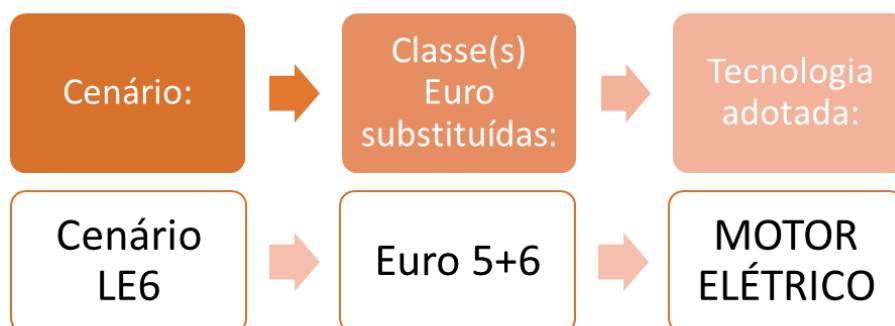 Cenário:
Classe(s)
Euro
substituídas:
Tecnologia
adotada:
Cenário
LE6
Euro 5+6
MOTOR
ELÉTRICO